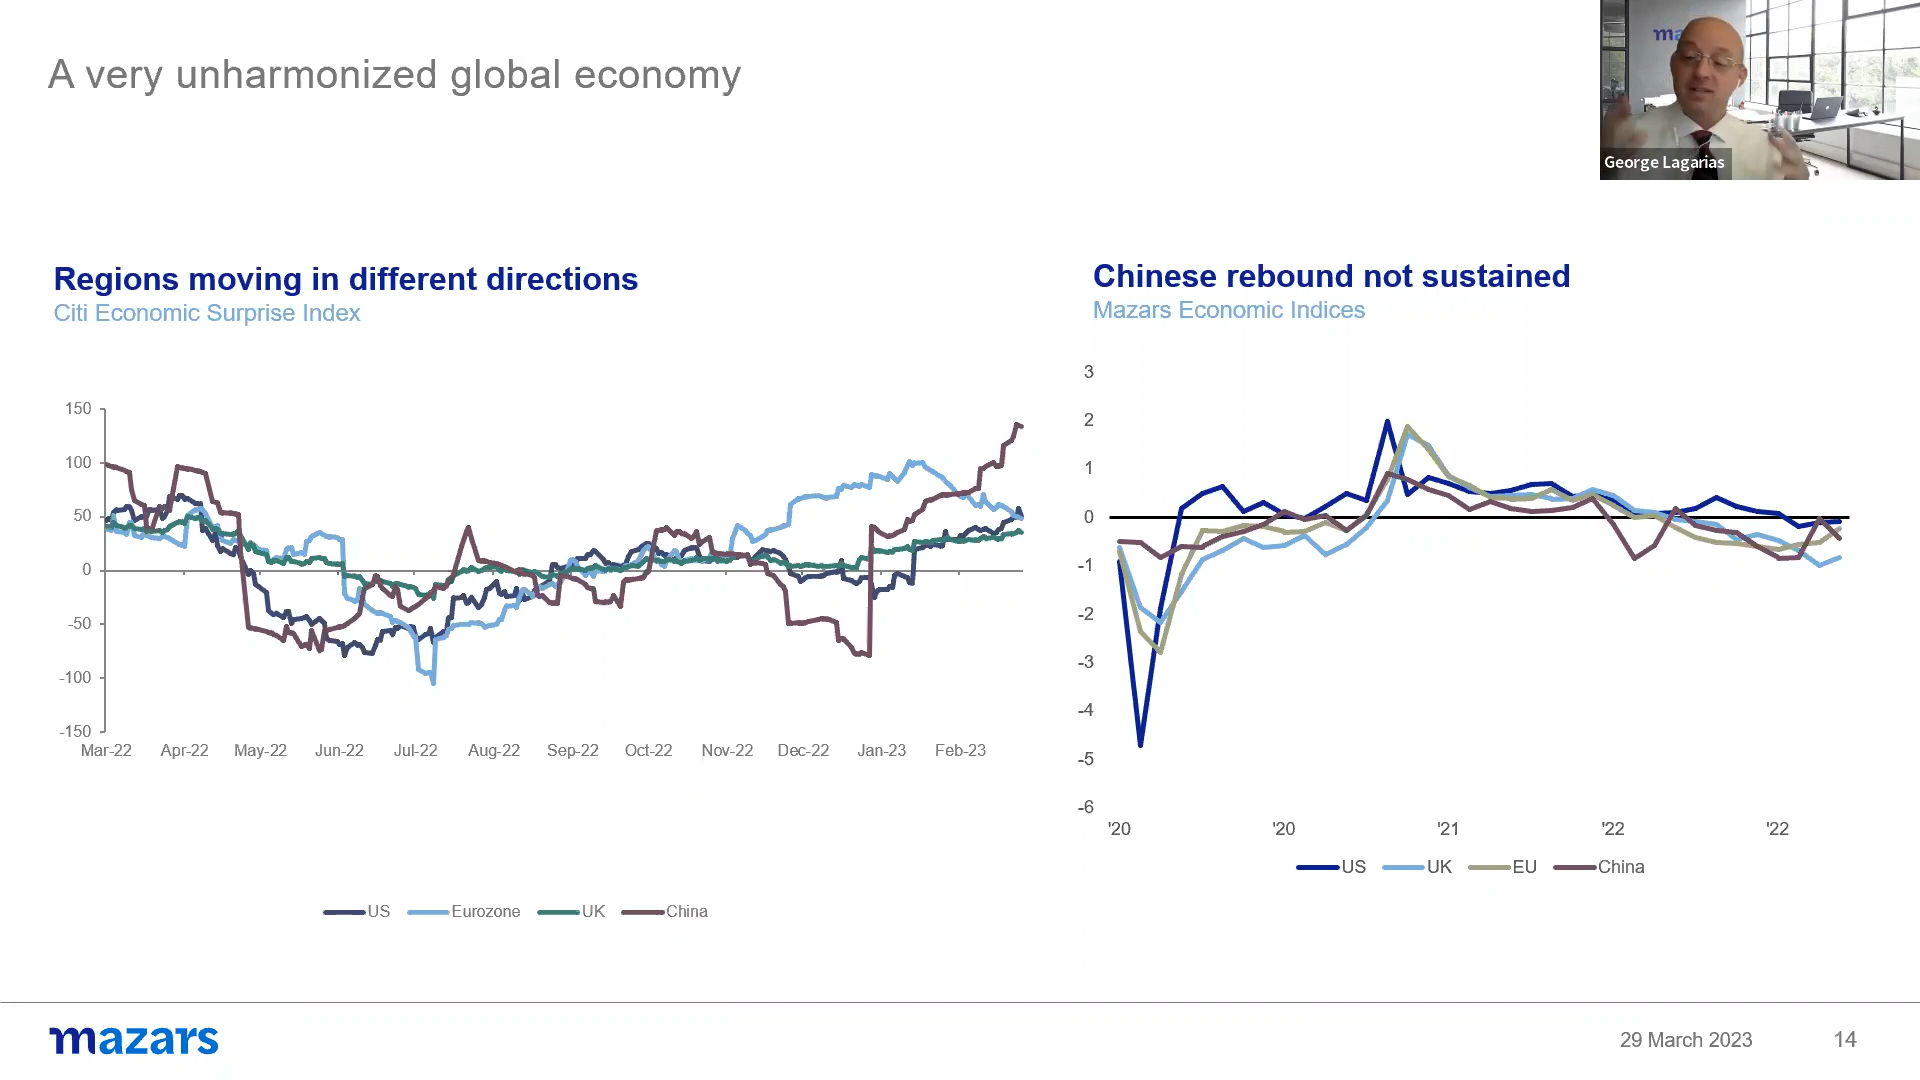 A very unharmonized global economy
ma
George Lagarias
Regions moving in different directions
Citi Economic Surprise Index
150
100
50
0
-50
-100
-150
Mar-22 Apr-22 May-22 Jun-22 Jul-22 Aug-22 Sep-22 Oct-22 Nov-22 Dec-22 Jan-23 Feb-23
US Eurozone UK China
Chinese rebound not sustained
Mazars Economic Indices
3
2
1
0
-1
-2
-3
-4
-5
-6
'20 '20 '21 '22 '22
US UK EU China
mazars
29 March 2023 14